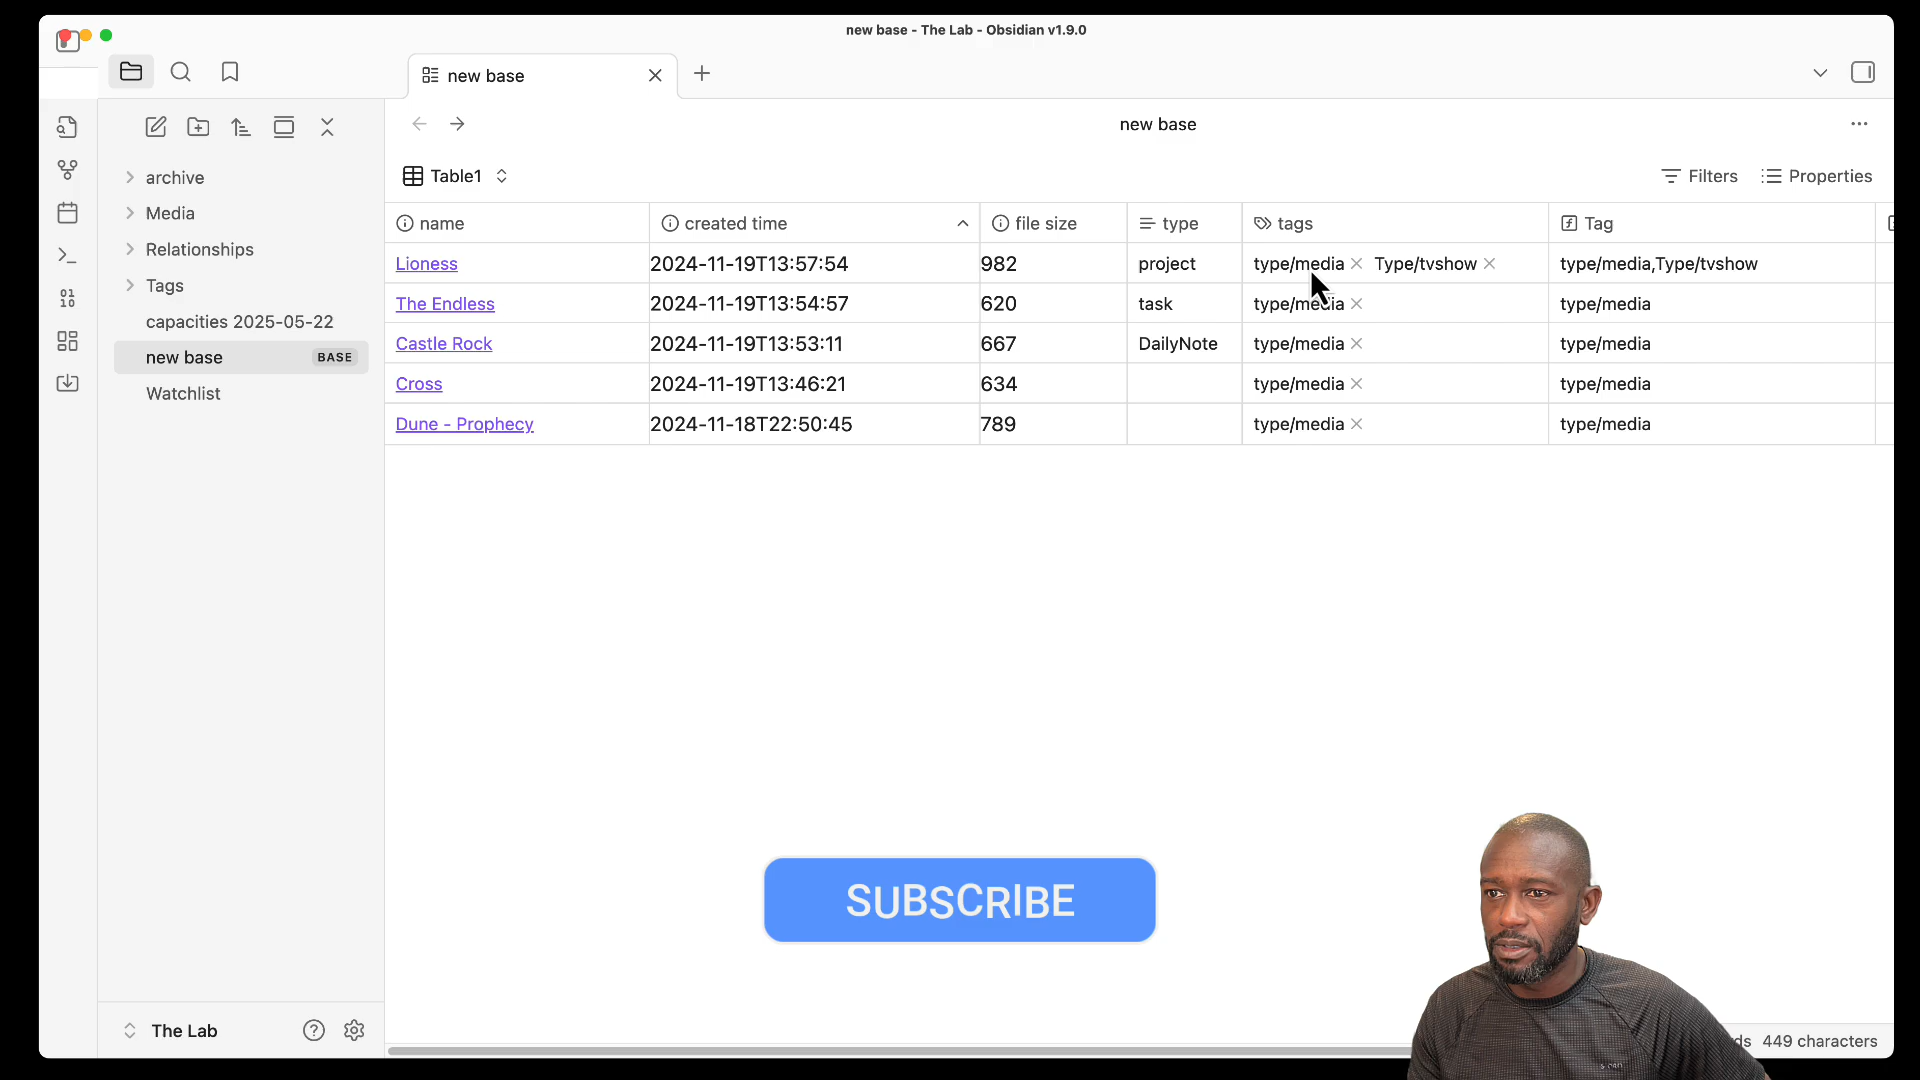 new base - The Lab - Obsidian v1.9.0
new base
new base
Table1
Filters
Properties
name
created time
file size
type
tags
Tag
Lioness
2024-11-19T13:57:54
982
project
type/media
Type/tvshow
type/media,Type/tvshow
The Endless
2024-11-19T13:54:57
620
task
type/media
type/media
Castle Rock
2024-11-19T13:53:11
667
DailyNote
type/media
type/media
Cross
2024-11-19T13:46:21
634
type/media
type/media
Dune - Prophecy
2024-11-18T22:50:45
789
type/media
type/media
archive
Media
Relationships
Tags
capacities 2025-05-22
new base
BASE
Watchlist
SUBSCRIBE
The Lab
449 characters